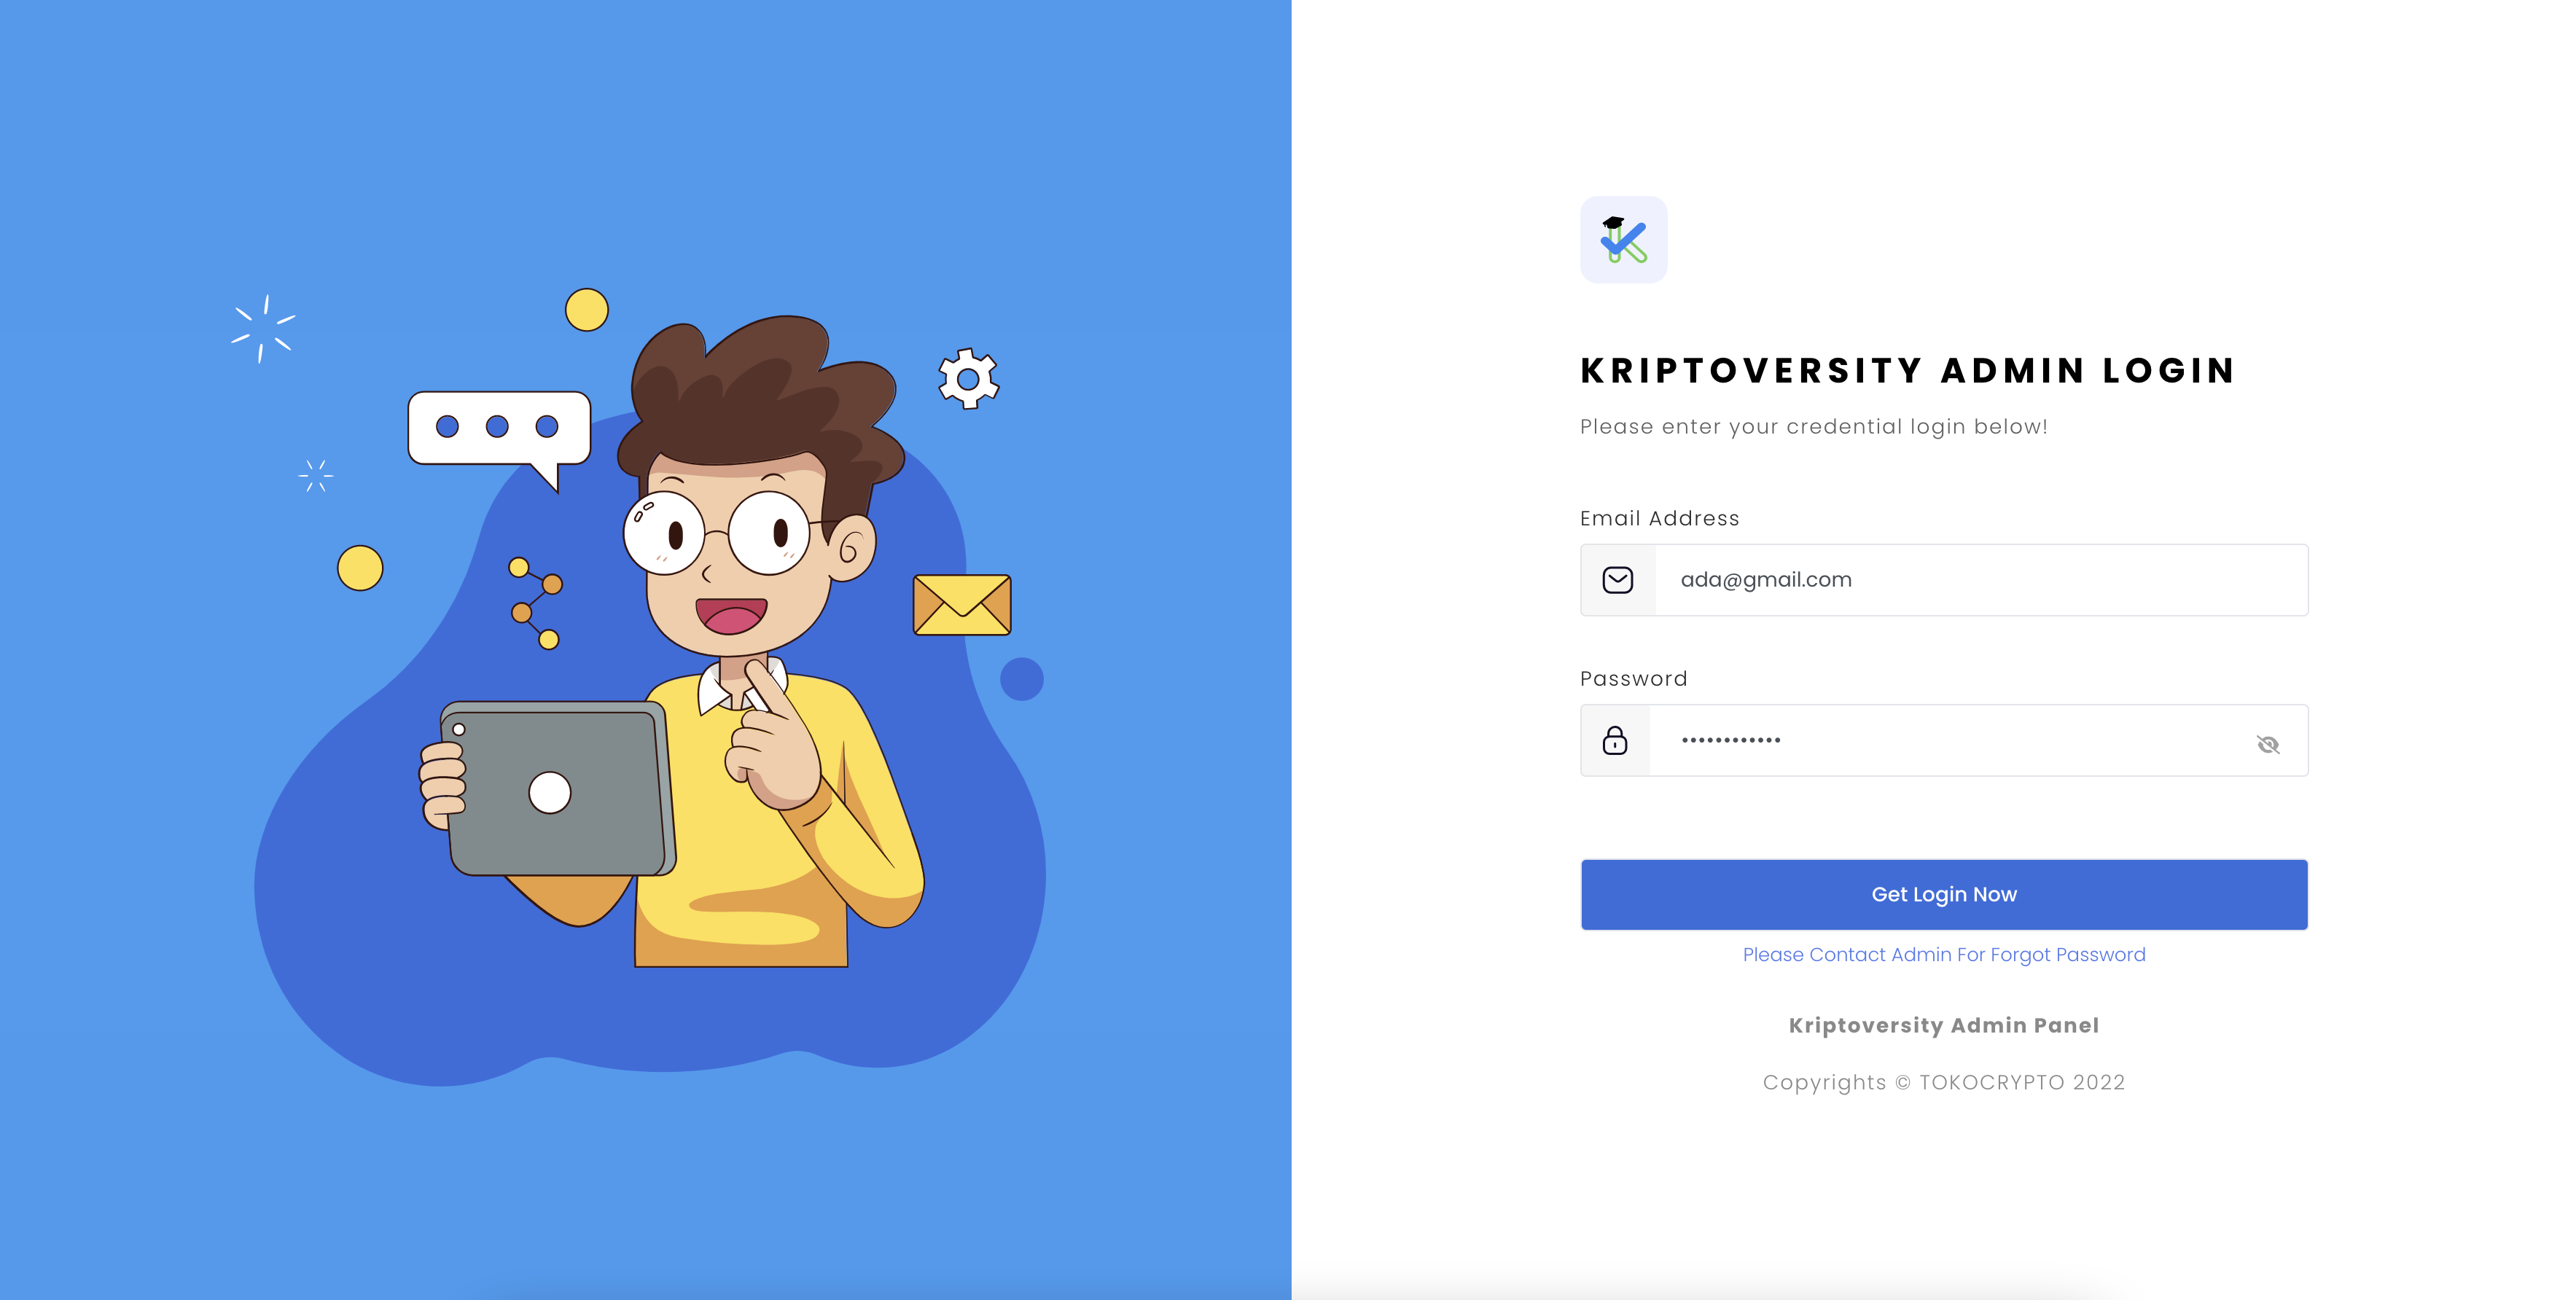 KRIPTOVERSITY ADMIN LOGIN
Please enter your credential login below!
Email Address
ada@gmail.com
Password
••••••••••••
Get Login Now
Please Contact Admin For Forgot Password
Kriptoversity Admin Panel
Copyrights © TOKOCRYPTO 2022